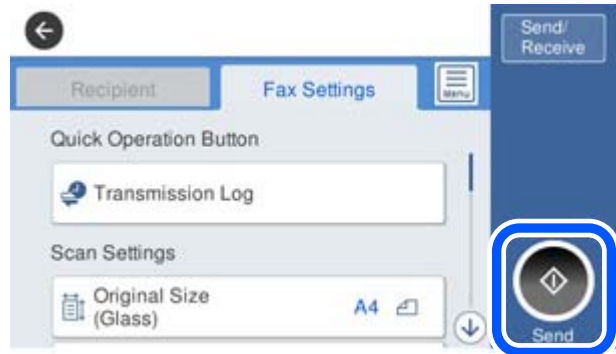 Send/
Receive
Recipient
Fax Settings
Menu
Quick Operation Button
Transmission Log
Scan Settings
Original Size
(Glass)
A4
Send